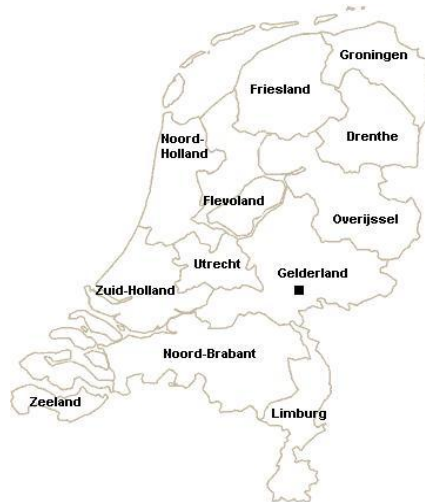 Groningen
Friesland
Drenthe
Noord-
Holland
Flevoland
Overijssel
Utrecht
Gelderland
Zuid-Holland
Noord-Brabant
Zeeland
Limburg